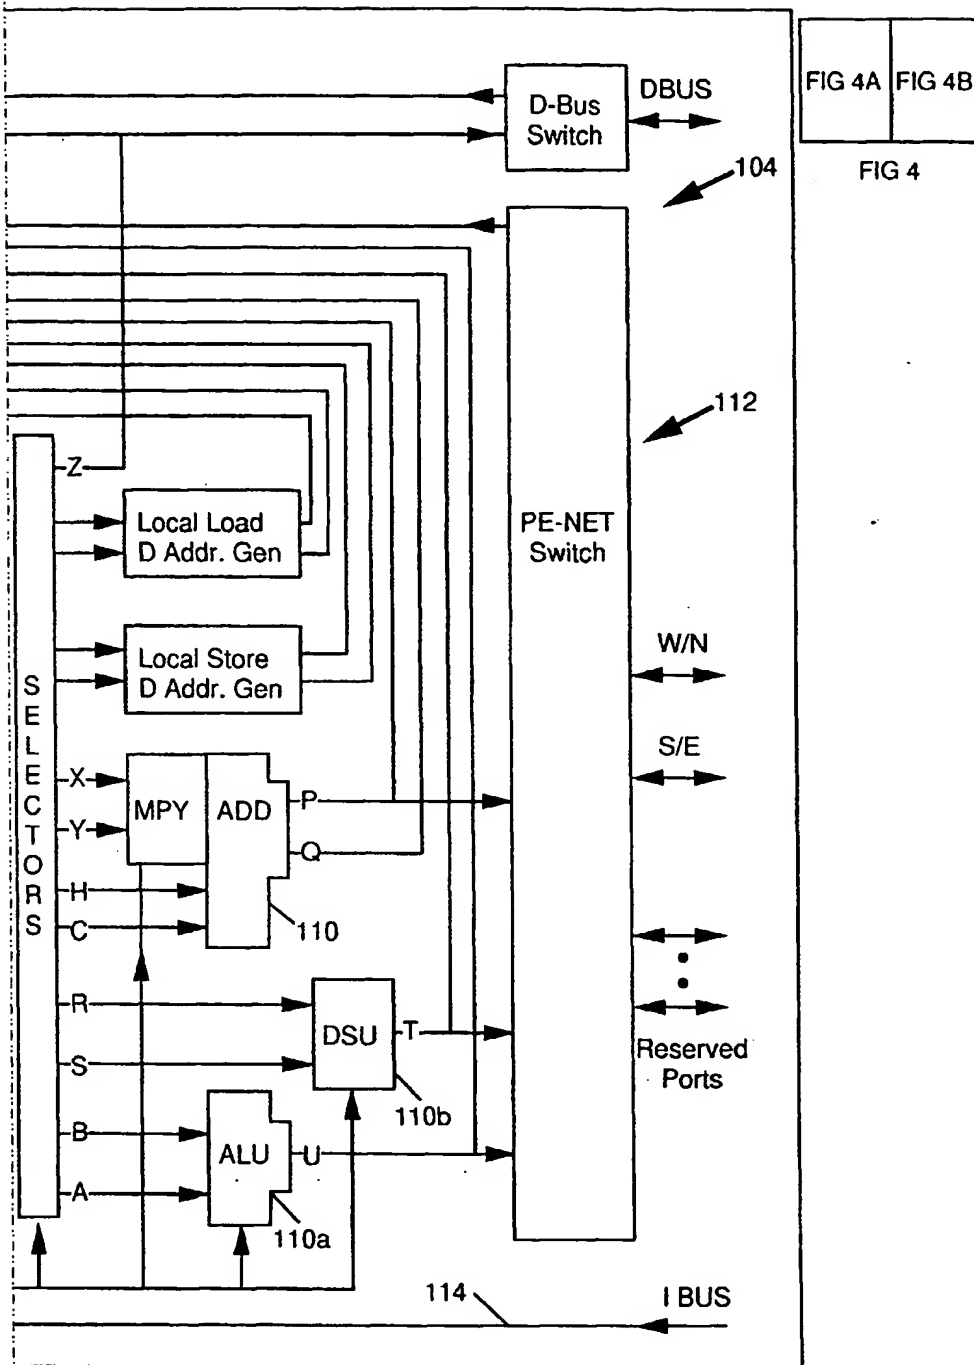 D-Bus
Switch
DBUS
FIG 4A
FIG 4B
FIG 4
104
112
PE-NET
Switch
Z
Local Load
D Addr. Gen
Local Store
D Addr. Gen
SELECTORS
W/N
S/E
X
Y
H
C
MPY
ADD
P
Q
110
R
S
DSU
T
110b
Reserved
Ports
B
A
ALU
U
110a
114
I BUS